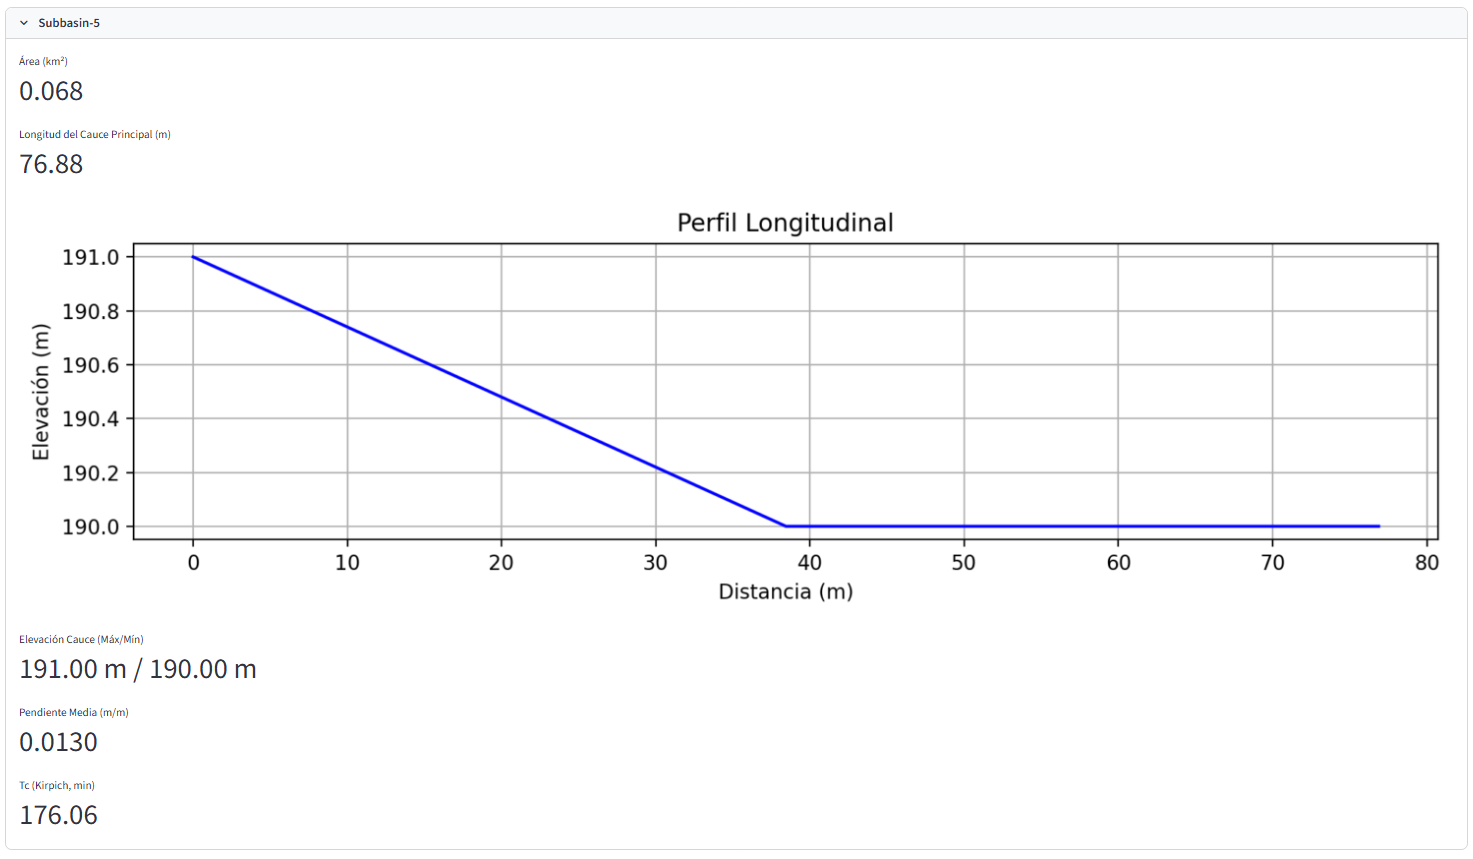 Subbasin-5
Área (km²)
0.068
Longitud del Cauce Principal (m)
76.88
Perfil Longitudinal
191.0
190.8
190.6
190.4
190.2
190.0
Elevación (m)
0 10 20 30 40 50 60 70 80
Distancia (m)
Elevación Cauce (Máx/Mín)
191.00 m / 190.00 m
Pendiente Media (m/m)
0.0130
Tc (Kirpich, min)
176.06